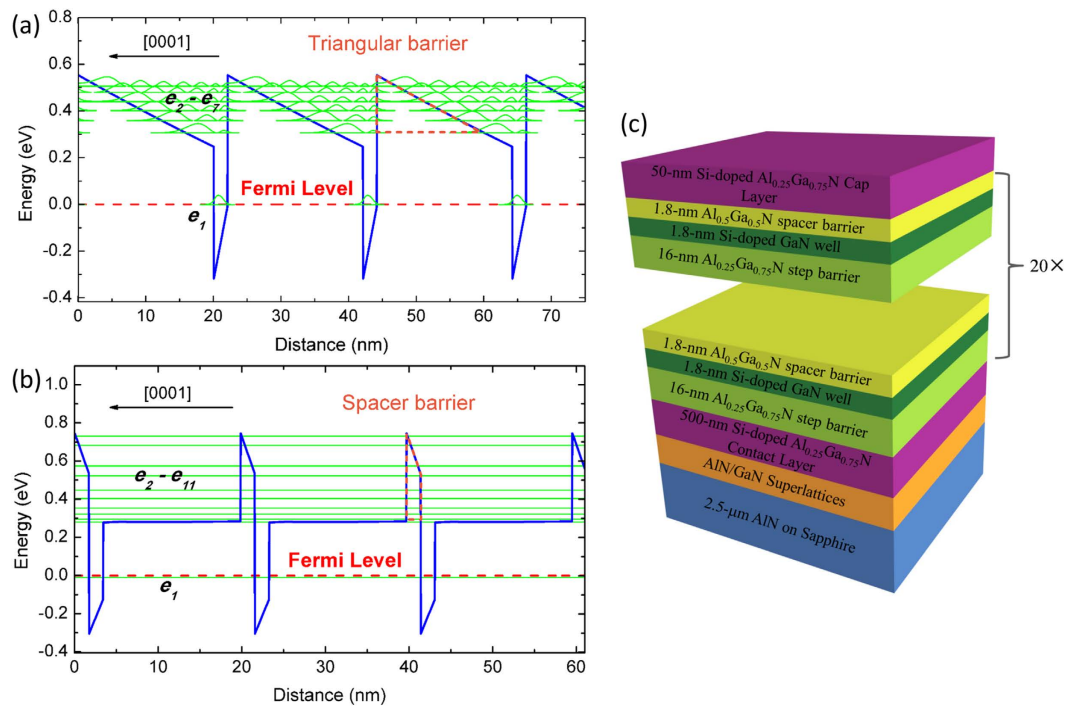 (a)
0.8
0.6
0.4
0.2
0.0
-0.2
-0.4
Energy (eV)
[0001]
Triangular barrier
e2 - e7
Fermi Level
e1
0 10 20 30 40 50 60 70
Distance (nm)
(b)
1.0
0.8
0.6
0.4
0.2
0.0
-0.2
-0.4
Energy (eV)
[0001]
Spacer barrier
e2 - e11
Fermi Level
e1
0 10 20 30 40 50 60
Distance (nm)
(c)
50-nm Si-doped Al0.25Ga0.75N Cap
Layer
1.8-nm Al0.5Ga0.5N spacer barrier
1.8-nm Si-doped GaN well
16-nm Al0.25Ga0.75N step barrier
20×
1.8-nm Al0.5Ga0.5N spacer barrier
1.8-nm Si-doped GaN well
16-nm Al0.25Ga0.75N step barrier
500-nm Si-doped Al0.25Ga0.75N
Contact Layer
AlN/GaN Superlattices
2.5-μm AlN on Sapphire